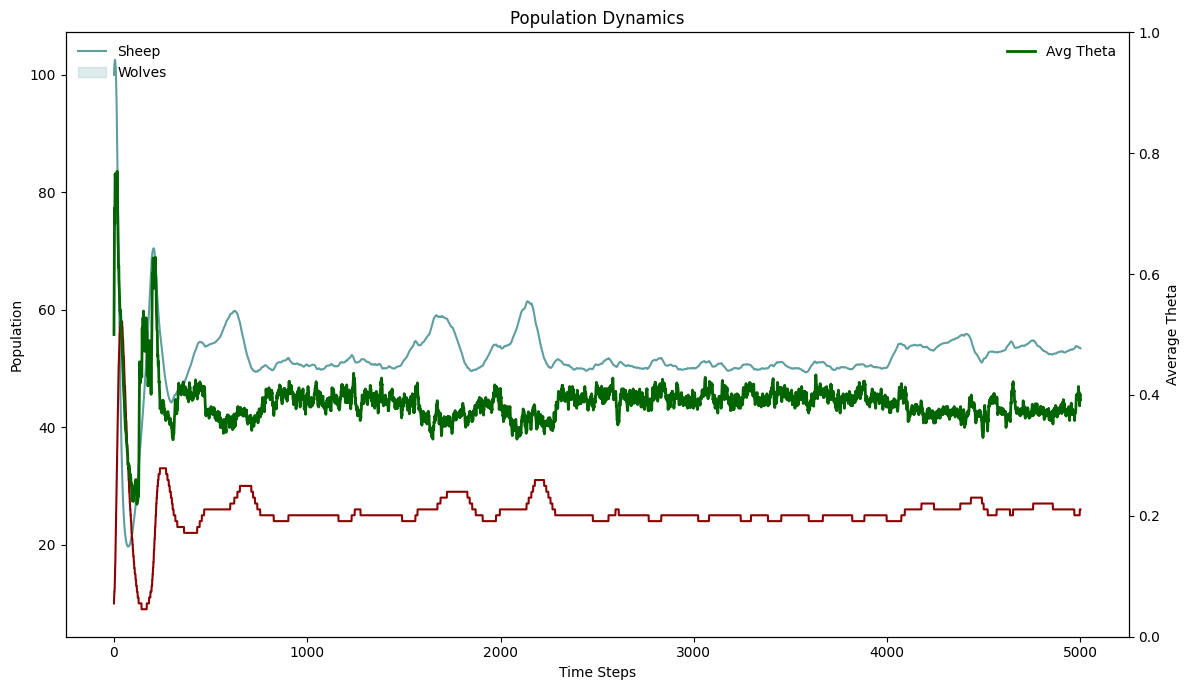 Population Dynamics
Sheep
Wolves
Avg Theta
100
80
60
40
20
Population
1.0
0.8
0.6
0.4
0.2
0.0
Average Theta
0
1000
2000
3000
4000
5000
Time Steps